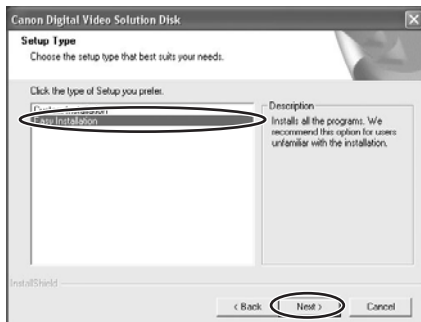 Canon Digital Video Solution Disk
Setup Type
Choose the setup type that best suits your needs.
Click the type of Setup you prefer.
Custom Installation
Easy Installation
Description
Installs all the programs. We
recommend this option for users
unfamiliar with the installation.
InstallShield
< Back
Next >
Cancel